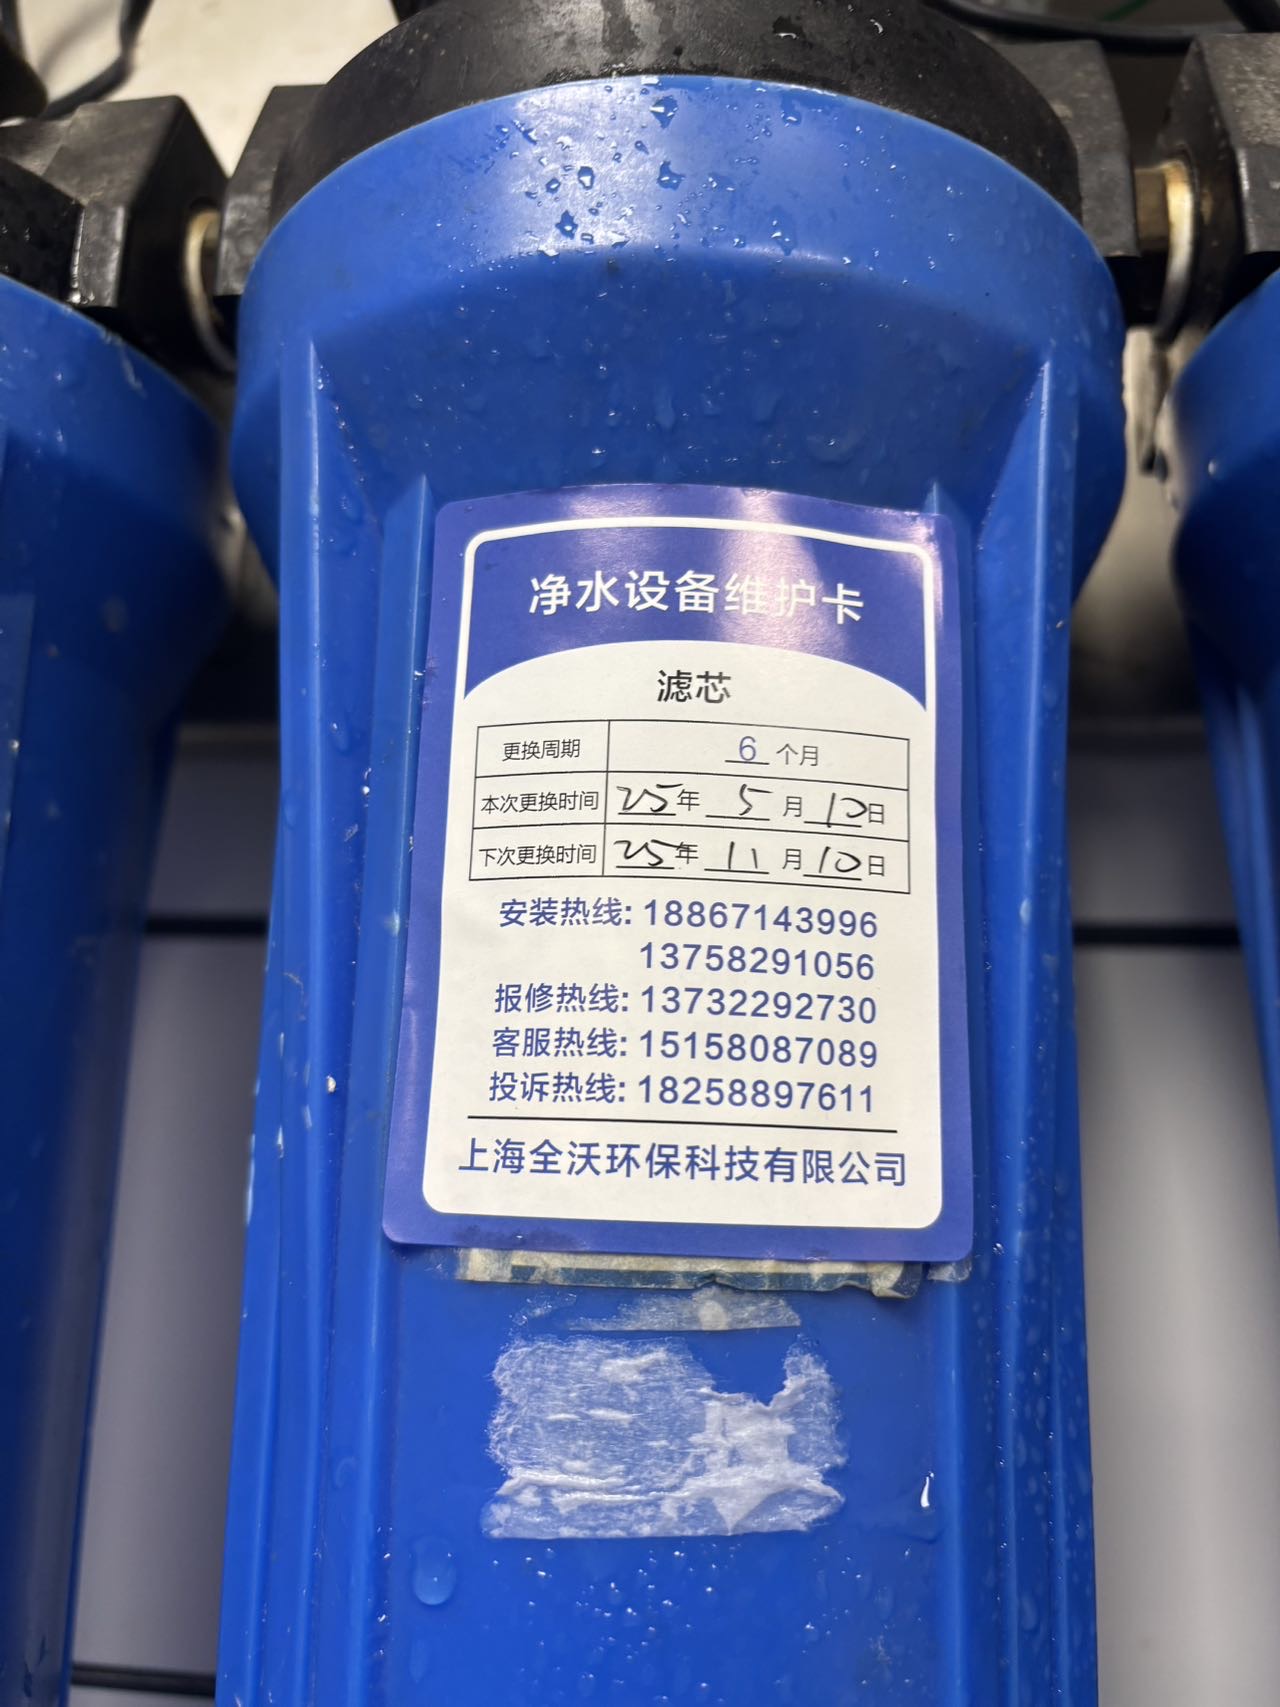 净水设备维护卡
滤芯
更换周期 6 个月
本次更换时间 25年 5 月 10日
下次更换时间 25年 11 月 10日
安装热线: 18867143996
13758291056
报修热线: 13732292730
客服热线: 15158087089
投诉热线: 18258897611
上海全沃环保科技有限公司